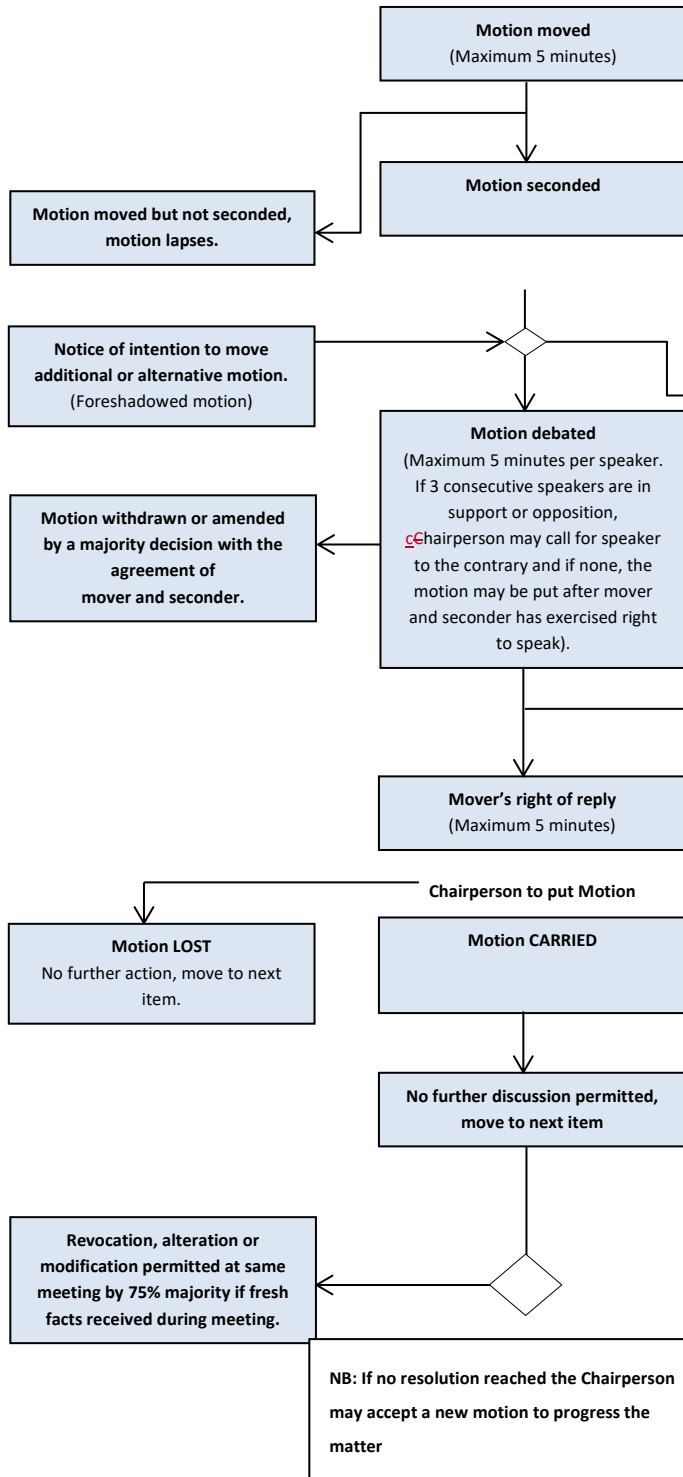 Motion moved
(Maximum 5 minutes)
Motion seconded
Motion moved but not seconded,
motion lapses.
Notice of intention to move
additional or alternative motion.
(Foreshadowed motion)
Motion debated
(Maximum 5 minutes per speaker.
If 3 consecutive speakers are in
support or opposition,
cChairperson may call for speaker
to the contrary and if none, the
motion may be put after mover
and seconder has exercised right
to speak).
Motion withdrawn or amended
by a majority decision with the
agreement of
mover and seconder.
Mover’s right of reply
(Maximum 5 minutes)
Chairperson to put Motion
Motion LOST
No further action, move to next
item.
Motion CARRIED
No further discussion permitted,
move to next item
Revocation, alteration or
modification permitted at same
meeting by 75% majority if fresh
facts received during meeting.
NB: If no resolution reached the Chairperson
may accept a new motion to progress the
matter